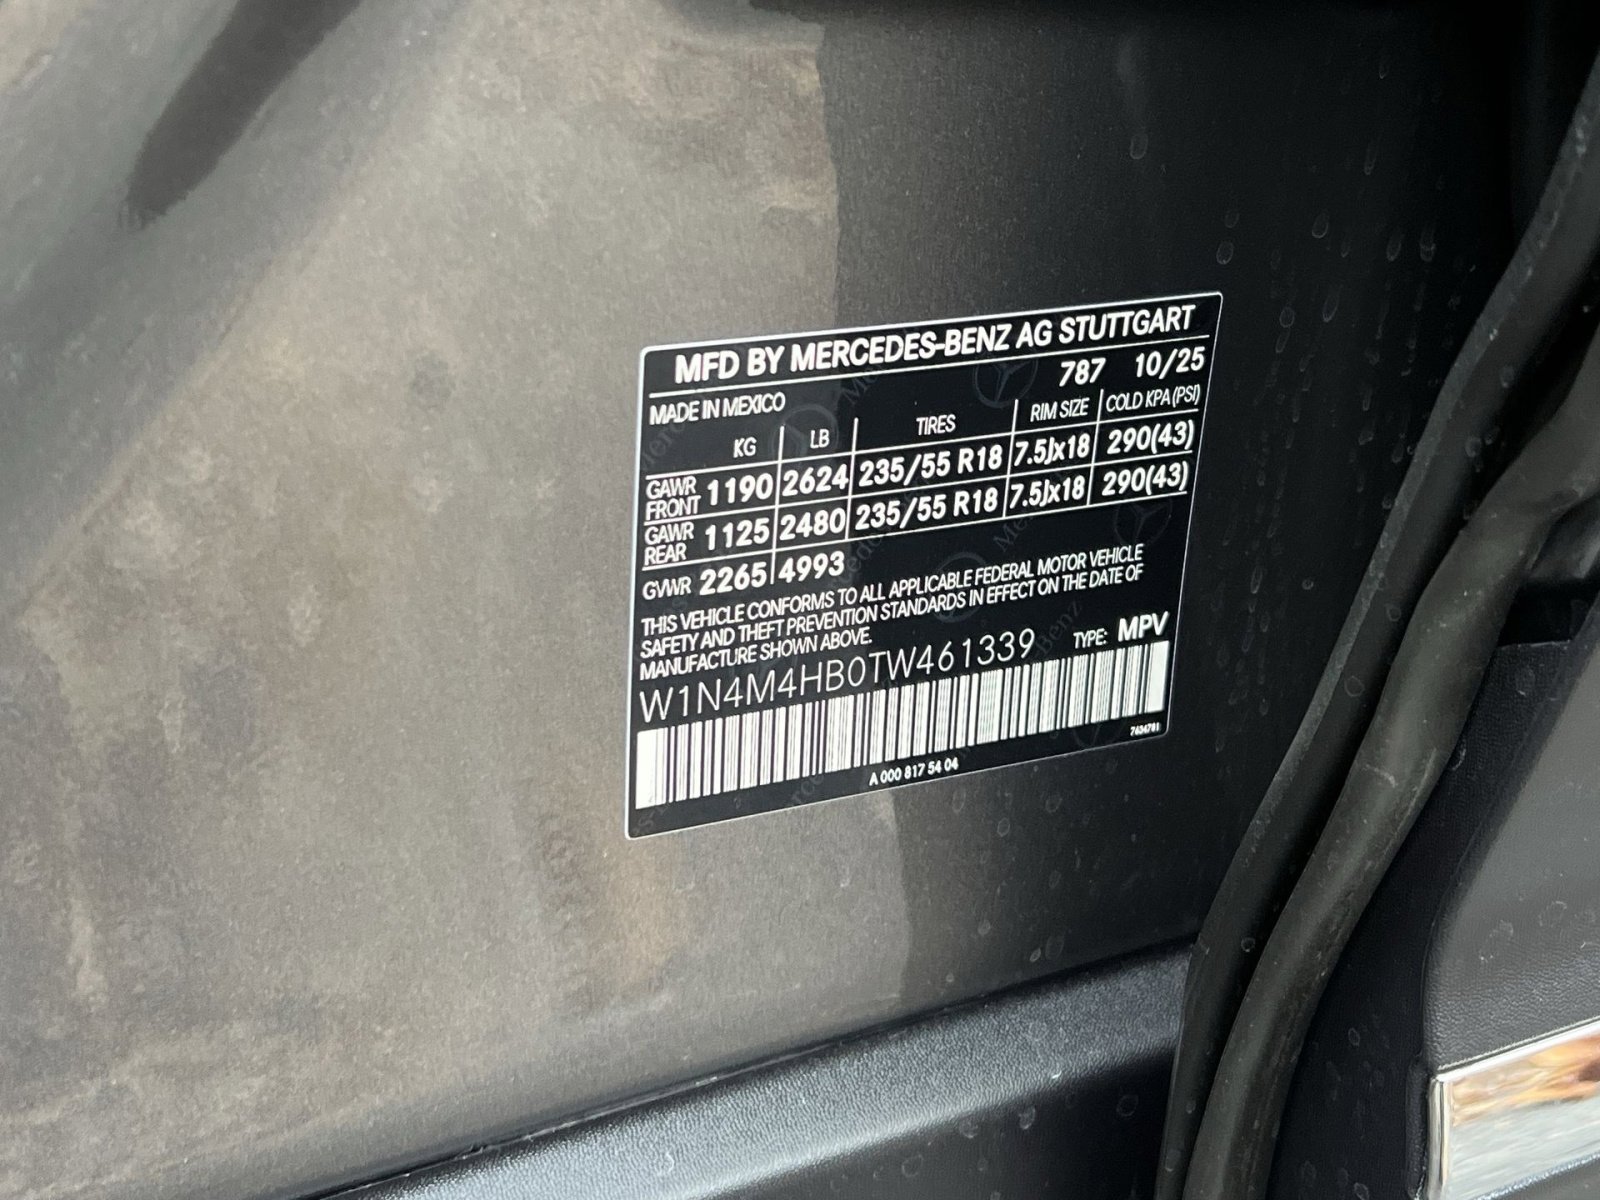 MFD BY MERCEDES-BENZ AG STUTTGART
787 10/25
MADE IN MEXICO
KG LB TIRES RIM SIZE COLD KPA (PSI)
GAWR FRONT 1190 2624 235/55 R18 7.5Jx18 290(43)
GAWR REAR 1125 2480 235/55 R18 7.5Jx18 290(43)
GVWR 2265 4993
THIS VEHICLE CONFORMS TO ALL APPLICABLE FEDERAL MOTOR VEHICLE
SAFETY AND THEFT PREVENTION STANDARDS IN EFFECT ON THE DATE OF
MANUFACTURE SHOWN ABOVE.
W1N4M4HB0TW461339 TYPE: MPV
A 000 817 54 04